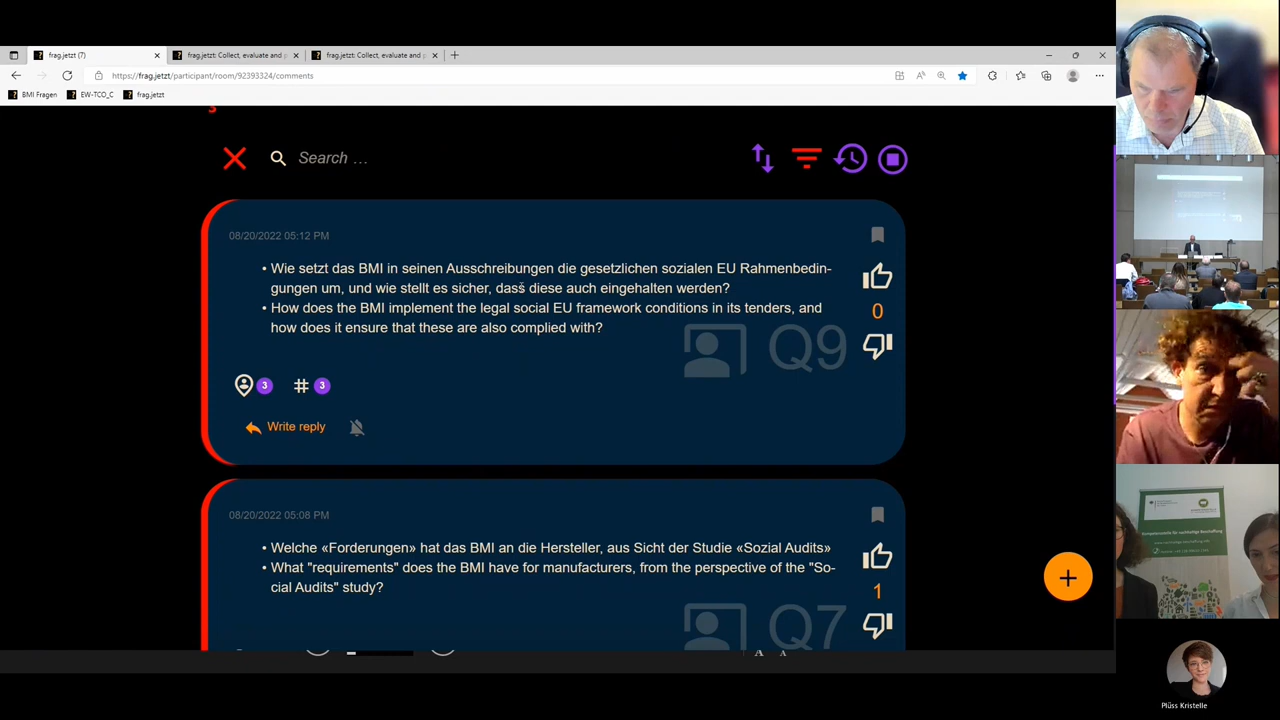 frag.jetzt (7)
frag.jetzt: Collect, evaluate and p
frag.jetzt: Collect, evaluate and p
https://frag.jetzt/participant/room/92393324/comments
BMI Fragen
EW-TCO_C
frag.jetzt
3
Search …
08/20/2022 05:12 PM
• Wie setzt das BMI in seinen Ausschreibungen die gesetzlichen sozialen EU Rahmenbedin-
gungen um, und wie stellt es sicher, dass diese auch eingehalten werden?
• How does the BMI implement the legal social EU framework conditions in its tenders, and
how does it ensure that these are also complied with?
0
Q9
3
3
Write reply
08/20/2022 05:08 PM
• Welche «Forderungen» hat das BMI an die Hersteller, aus Sicht der Studie «Sozial Audits»
• What "requirements" does the BMI have for manufacturers, from the perspective of the "So-
cial Audits" study?
1
Q7
A A
Plüss Kristelle